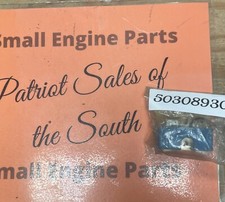 Small Engine Parts
Patriot Sales of
the South
50308930
Small Engine Parts